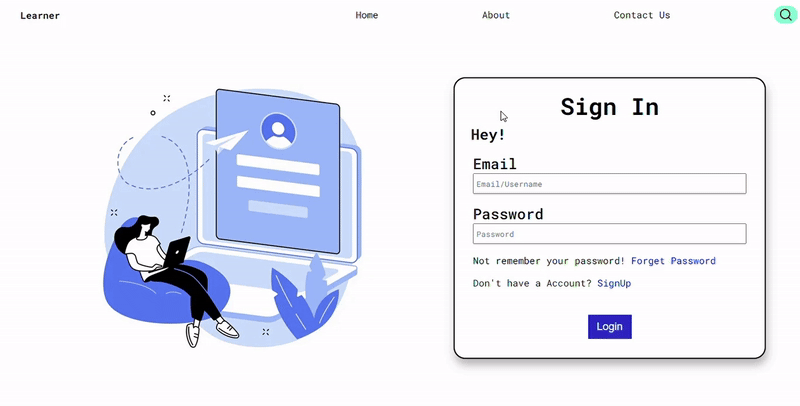 Learner
Home
About
Contact Us
Sign In
Hey!
Email
Email/Username
Password
Password
Not remember your password! Forget Password
Don't have a Account? SignUp
Login